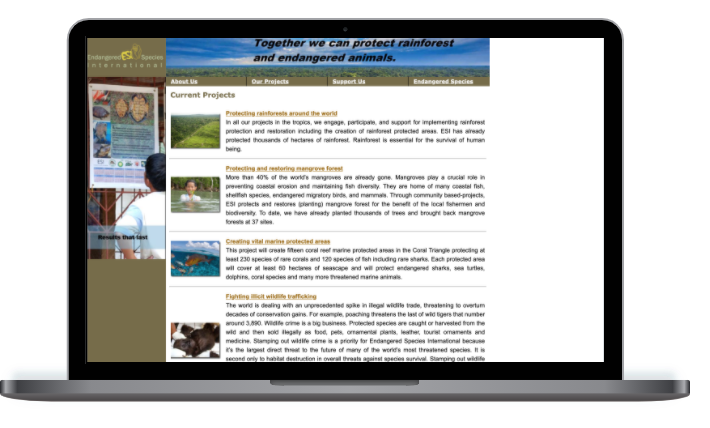 Together we can protect rainforest
and endangered animals.
Endangered ESI Species
International
About Us
Our Projects
Support Us
Endangered Species
Current Projects
Protecting rainforests around the world
In all our projects in the tropics, we engage, participate, and support for implementing rainforest
protection and restoration including the creation of rainforest protected areas. ESI has already
protected thousands of hectares of rainforest. Rainforest is essential for the survival of human
being.
Protecting and restoring mangrove forest
More than 40% of the world's mangroves are already gone. Mangroves play a crucial role in
preventing coastal erosion and maintaining fish diversity. They are home of many coastal fish,
shellfish species, endangered migratory birds, and mammals. Through community based-projects,
ESI protects and restores (planting) mangrove forest for the benefit of the local fishermen and
biodiversity. To date, we have already planted thousands of trees and brought back mangrove
forests at 37 sites.
Results that last
Creating vital marine protected areas
This project will create fifteen coral reef marine protected areas in the Coral Triangle protecting at
least 230 species of rare corals and 120 species of fish including rare sharks. Each protected area
will cover at least 60 hectares of seascape and will protect endangered sharks, sea turtles,
dolphins, coral species and many more threatened marine animals.
Fighting illicit wildlife trafficking
The world is dealing with an unprecedented spike in illegal wildlife trade, threatening to overturn
decades of conservation gains. For example, poaching threatens the last of wild tigers that number
around 3,890. Wildlife crime is a big business. Protected species are caught or harvested from the
wild and then sold illegally as food, pets, ornamental plants, leather, tourist ornaments and
medicine. Stamping out wildlife crime is a priority for Endangered Species International because
it's the largest direct threat to the future of many of the world's most threatened species. It is
second only to habitat destruction in overall threats against species survival. Stamping out wildlife